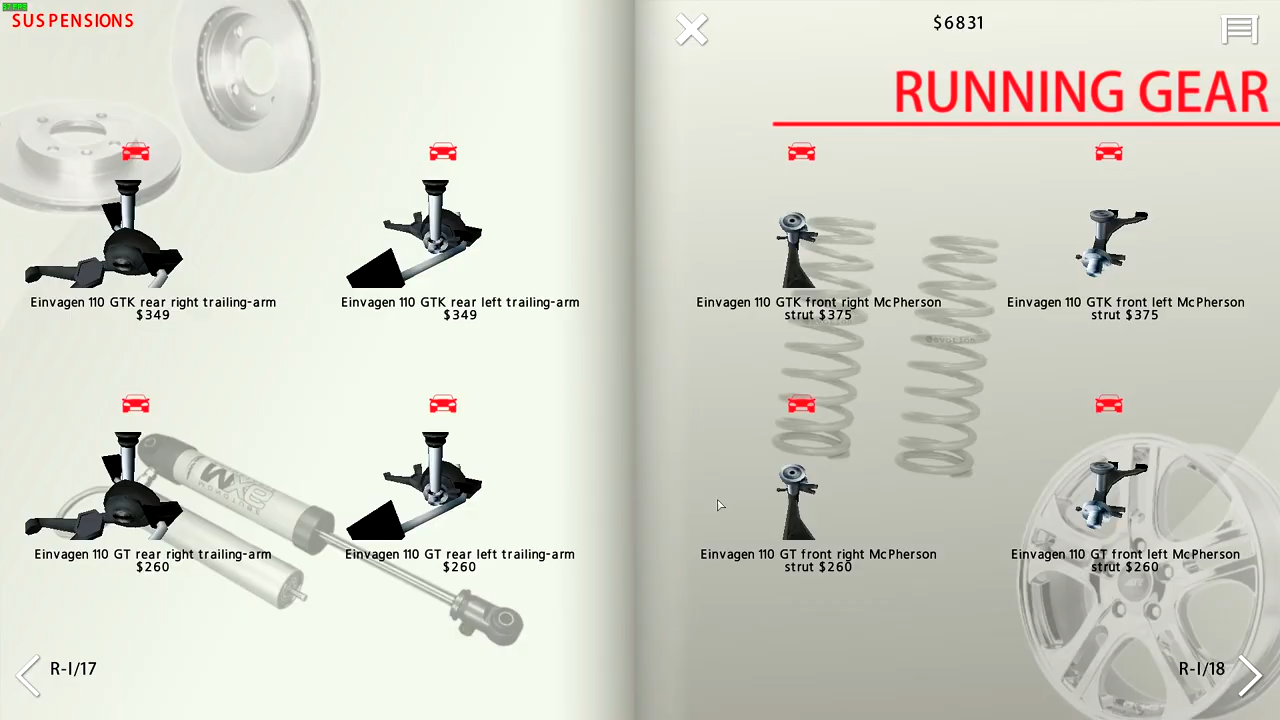 SUSPENSIONS
$6831
RUNNING GEAR
Einvagen 110 GTK rear right trailing-arm
$349
Einvagen 110 GTK rear left trailing-arm
$349
Einvagen 110 GTK front right McPherson
strut $375
Einvagen 110 GTK front left McPherson
strut $375
Einvagen 110 GT rear right trailing-arm
$260
Einvagen 110 GT rear left trailing-arm
$260
Einvagen 110 GT front right McPherson
strut $260
Einvagen 110 GT front left McPherson
strut $260
R-I/17
R-I/18